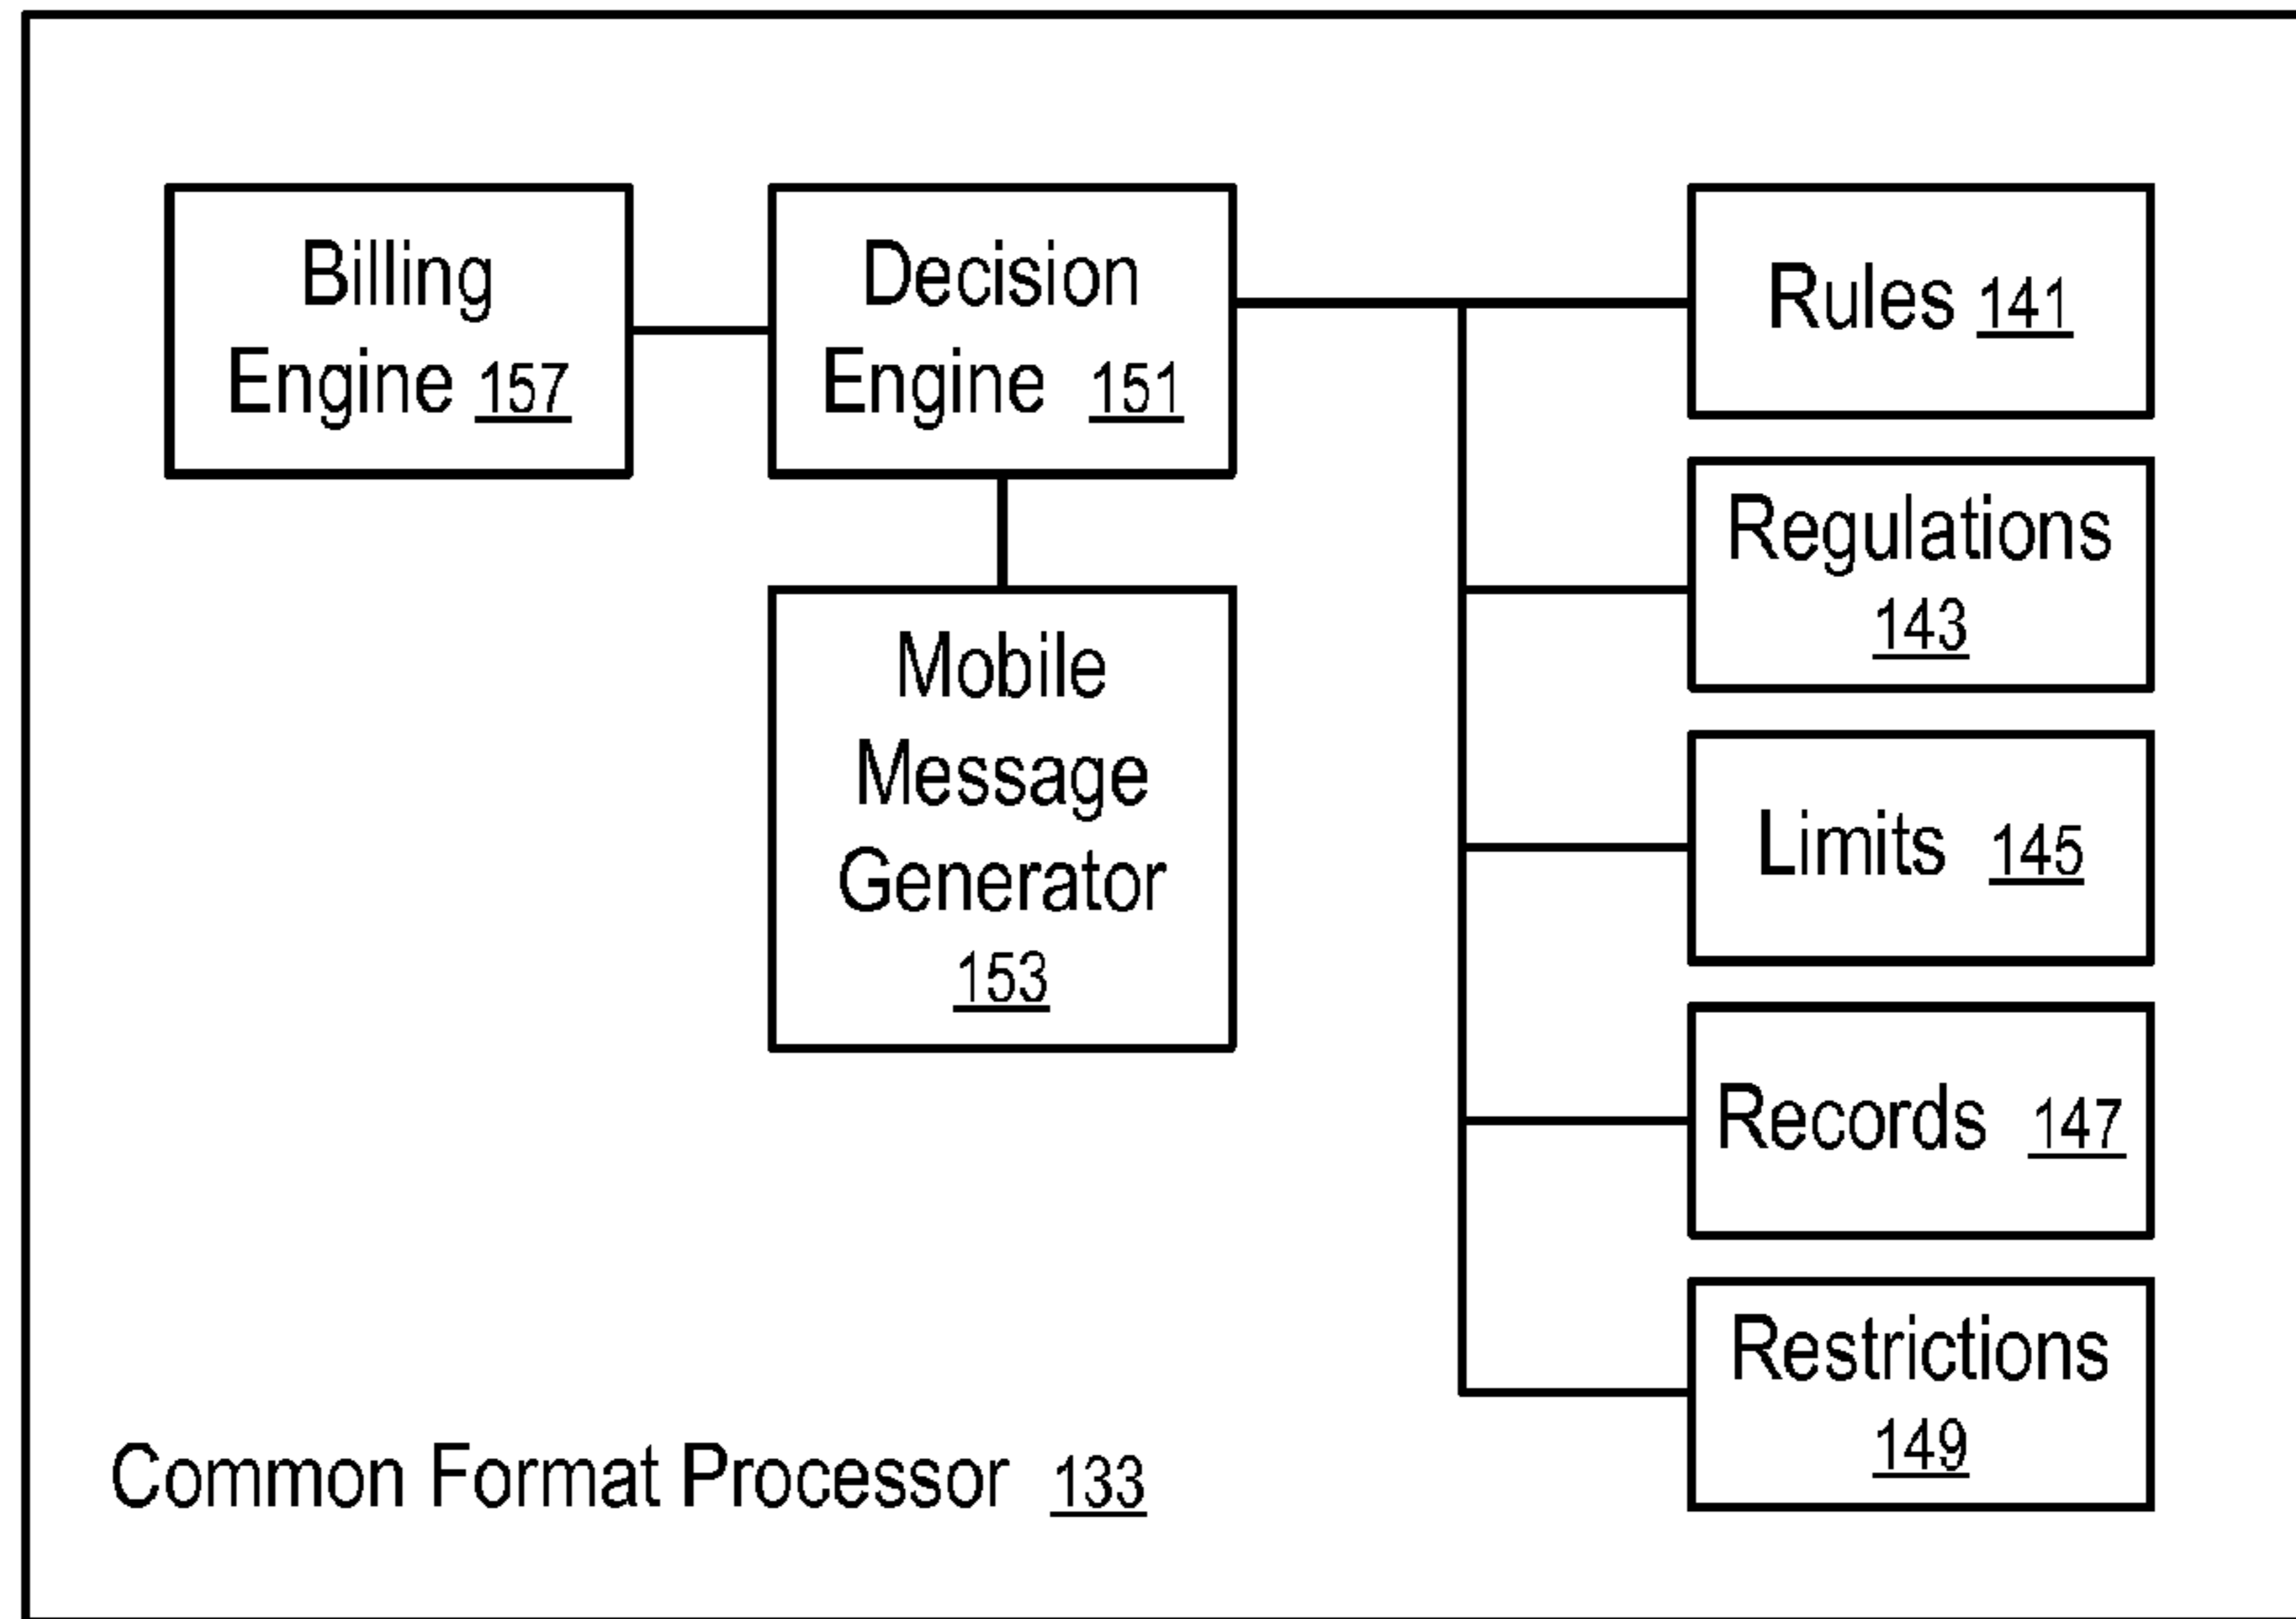 Billing
Engine 157
Decision
Engine 151
Mobile
Message
Generator
153
Rules 141
Regulations
143
Limits 145
Records 147
Restrictions
149
Common Format Processor 133